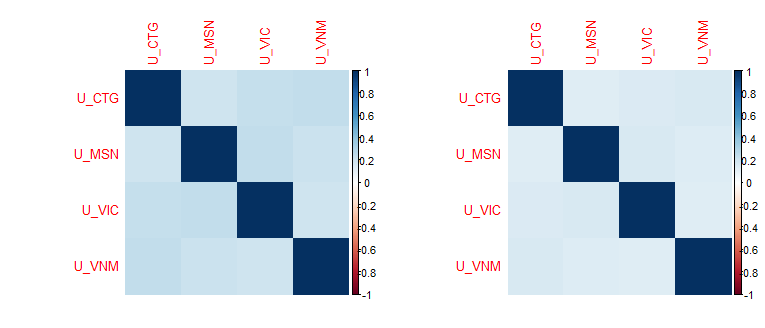 U_CTG
U_MSN
U_VIC
U_VNM
U_CTG
U_MSN
U_VIC
U_VNM
1
0.8
0.6
0.4
0.2
0
-0.2
-0.4
-0.6
-0.8
-1
U_CTG
U_MSN
U_VIC
U_VNM
U_CTG
U_MSN
U_VIC
U_VNM
1
0.8
0.6
0.4
0.2
0
-0.2
-0.4
-0.6
-0.8
-1